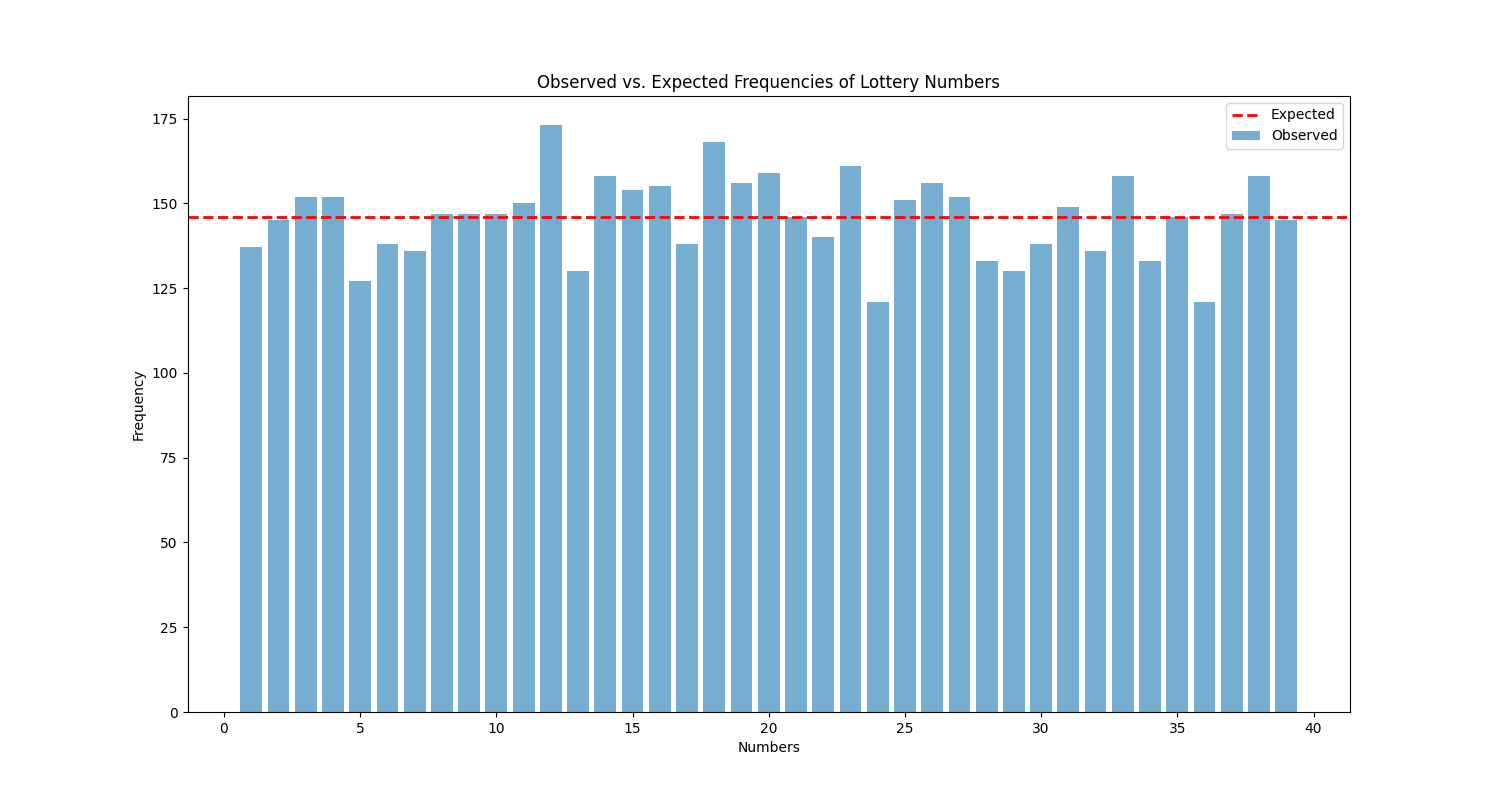 Observed vs. Expected Frequencies of Lottery Numbers
Expected
Observed
175
150
125
100
75
50
25
0
Frequency
0 5 10 15 20 25 30 35 40
Numbers